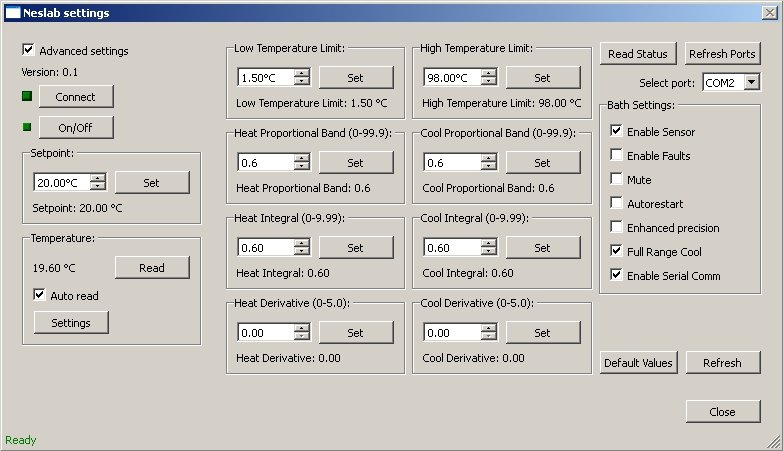 Neslab settings
Advanced settings
Version: 0.1
Connect
On/Off
Setpoint:
20.00°C
Set
Setpoint: 20.00 °C
Temperature:
19.60 °C
Read
Auto read
Settings
Low Temperature Limit:
1.50°C
Set
Low Temperature Limit: 1.50 °C
Heat Proportional Band (0-99.9):
0.6
Set
Heat Proportional Band: 0.6
Heat Integral (0-9.99):
0.60
Set
Heat Integral: 0.60
Heat Derivative (0-5.0):
0.00
Set
Heat Derivative: 0.00
High Temperature Limit:
98.00°C
Set
High Temperature Limit: 98.00 °C
Cool Proportional Band (0-99.9):
0.6
Set
Cool Proportional Band: 0.6
Cool Integral (0-9.99):
0.60
Set
Cool Integral: 0.60
Cool Derivative (0-5.0):
0.00
Set
Cool Derivative: 0.00
Read Status
Refresh Ports
Select port: COM2
Bath Settings:
Enable Sensor
Enable Faults
Mute
Autorestart
Enhanced precision
Full Range Cool
Enable Serial Comm
Default Values
Refresh
Close
Ready